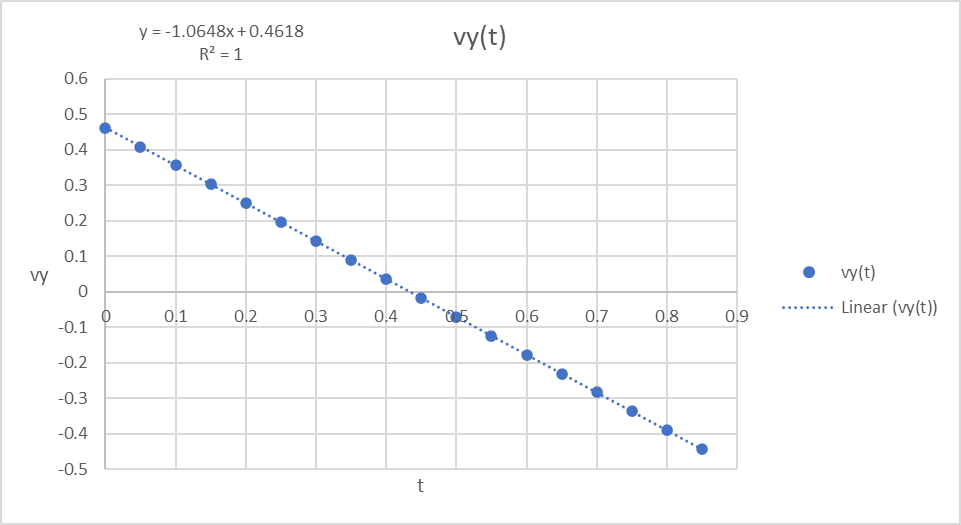 y = -1.0648x + 0.4618
R² = 1
vy(t)
0.6
0.5
0.4
0.3
0.2
0.1
0
-0.1
-0.2
-0.3
-0.4
-0.5
vy
0 0.1 0.2 0.3 0.4 0.5 0.6 0.7 0.8 0.9
t
vy(t)
Linear (vy(t))